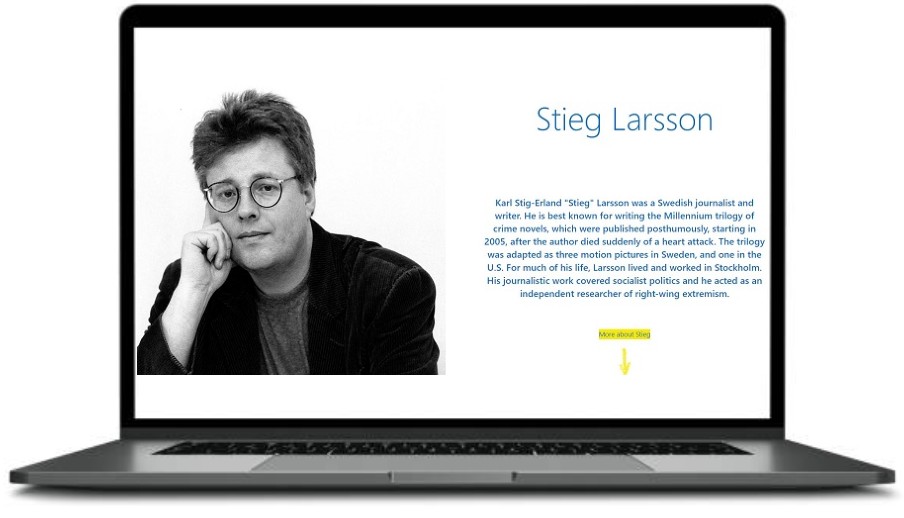 Stieg Larsson
Karl Stig-Erland "Stieg" Larsson was a Swedish journalist and
writer. He is best known for writing the Millennium trilogy of
crime novels, which were published posthumously, starting in
2005, after the author died suddenly of a heart attack. The trilogy
was adapted as three motion pictures in Sweden, and one in the
U.S. For much of his life, Larsson lived and worked in Stockholm.
His journalistic work covered socialist politics and he acted as an
independent researcher of right-wing extremism.
More about Stieg